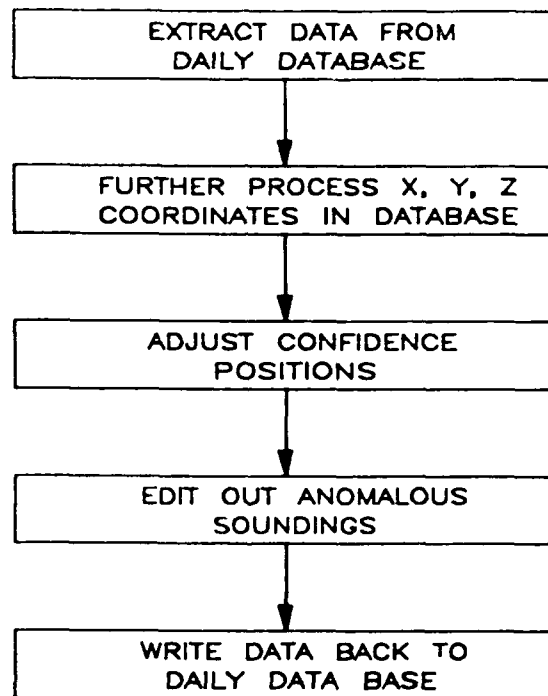 EXTRACT DATA FROM
DAILY DATABASE
FURTHER PROCESS X, Y, Z
COORDINATES IN DATABASE
ADJUST CONFIDENCE
POSITIONS
EDIT OUT ANOMALOUS
SOUNDINGS
WRITE DATA BACK TO
DAILY DATA BASE